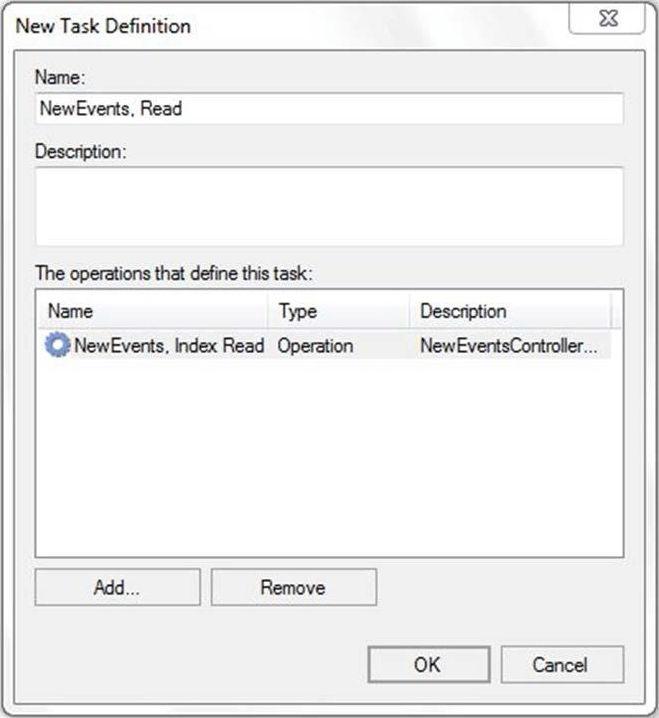 New Task Definition
Name:
NewEvents, Read
Description:
The operations that define this task:
Name Type Description
NewEvents, Index Read Operation NewEventsController...
Add... Remove
OK Cancel